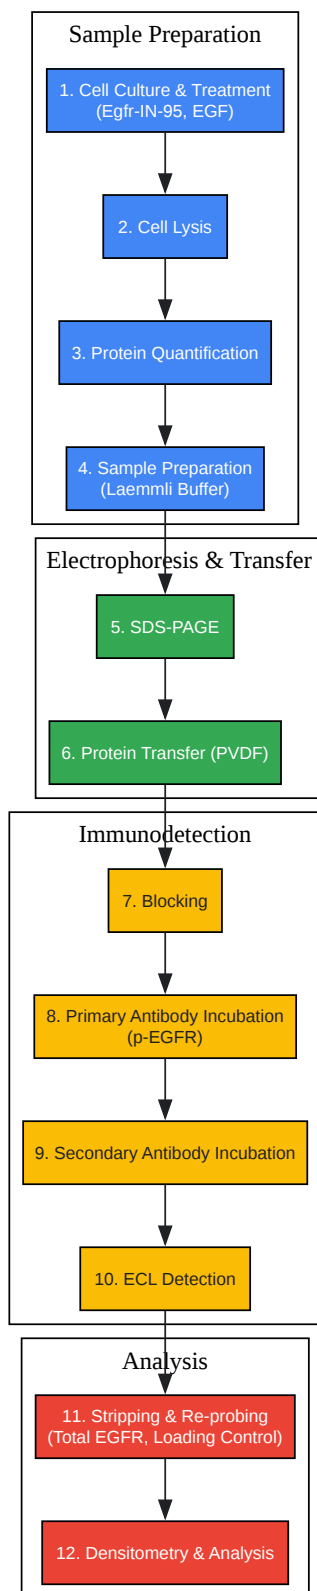 Sample Preparation
1. Cell Culture & Treatment
(Egfr-IN-95, EGF)
2. Cell Lysis
3. Protein Quantification
4. Sample Preparation
(Laemmli Buffer)
Electrophoresis & Transfer
5. SDS-PAGE
6. Protein Transfer (PVDF)
Immunodetection
7. Blocking
8. Primary Antibody Incubation
(p-EGFR)
9. Secondary Antibody Incubation
10. ECL Detection
Analysis
11. Stripping & Re-probing
(Total EGFR, Loading Control)
12. Densitometry & Analysis